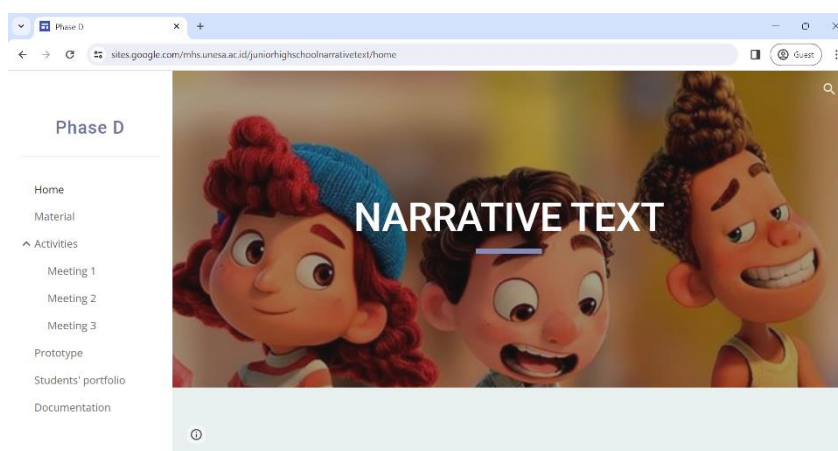 Phase D
sites.google.com/mhs.unesa.ac.id/juniorhighschoolnarrativetext/home
Guest
Phase D
Home
Material
Activities
Meeting 1
Meeting 2
Meeting 3
Prototype
Students' portfolio
Documentation
NARRATIVE TEXT